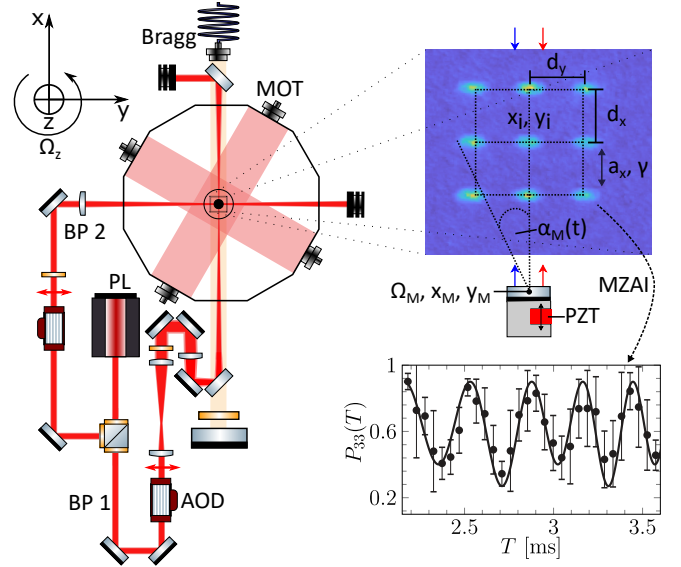 x
y
z
Ω_z
Bragg
MOT
BP 2
PL
BP 1
AOD
d_y
d_x
x_i, y_i
a_x, γ
α_M(t)
Ω_M, x_M, y_M
PZT
MZAI
P_33(T)
1
0.6
0.2
2.5
3
3.5
T [ms]